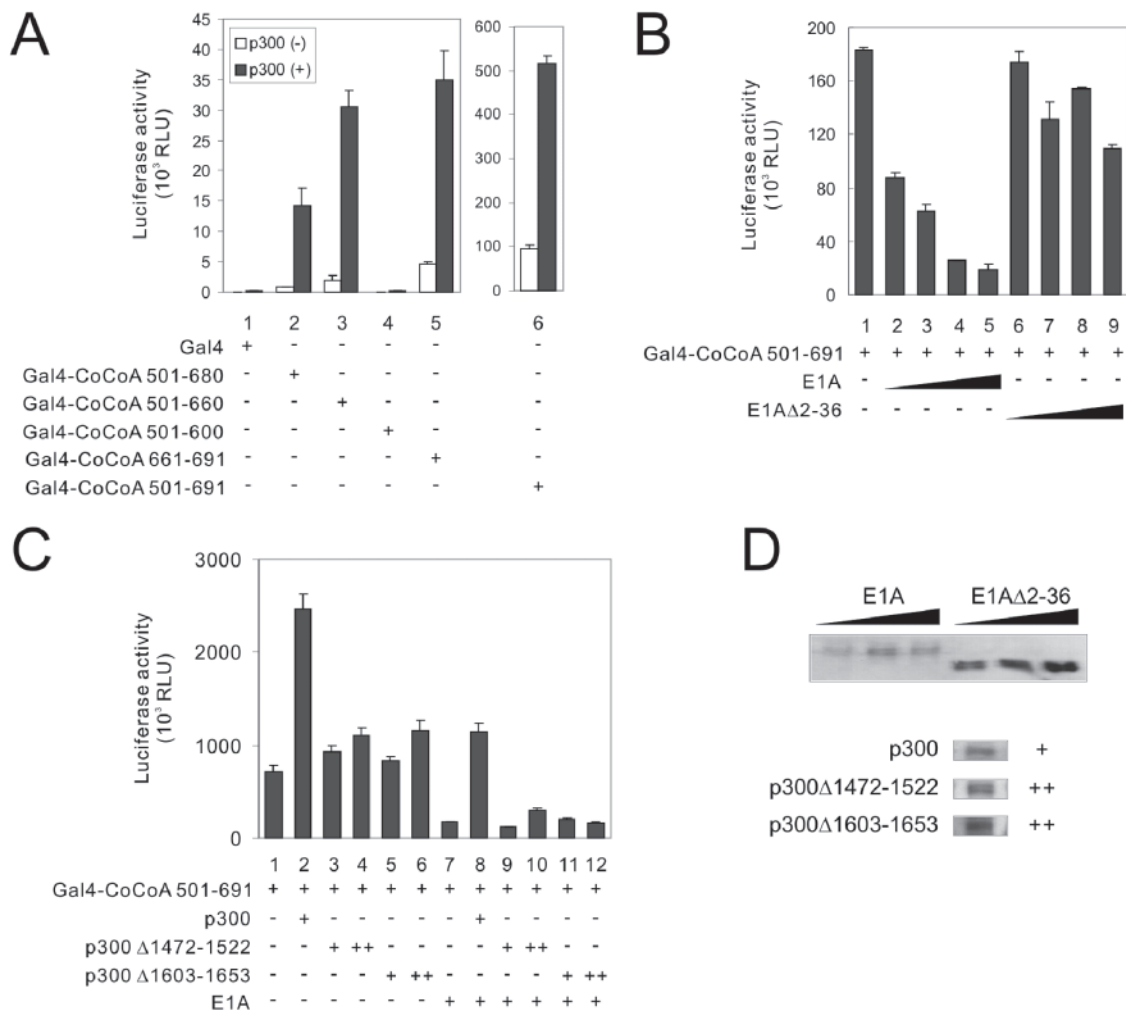 A
Luciferase activity
(10³ RLU)
45
40
35
30
25
20
15
10
5
0
p300 (-)
p300 (+)
600
500
400
300
200
100
0
1 2 3 4 5 6
Gal4 + - - - - -
Gal4-CoCoA 501-680 - + - - - -
Gal4-CoCoA 501-660 - - + - - -
Gal4-CoCoA 501-600 - - - + - -
Gal4-CoCoA 661-691 - - - - + -
Gal4-CoCoA 501-691 - - - - - +
B
Luciferase activity
(10³ RLU)
200
160
120
80
40
0
1 2 3 4 5 6 7 8 9
Gal4-CoCoA 501-691 + + + + + + + + +
E1A - - - - -
E1AΔ2-36 - - - - -
C
Luciferase activity
(10³ RLU)
3000
2000
1000
0
1 2 3 4 5 6 7 8 9 10 11 12
Gal4-CoCoA 501-691 + + + + + + + + + + + +
p300 - + - - - - - + - - - -
p300 Δ1472-1522 - - + ++ - - - - + ++ - -
p300 Δ1603-1653 - - - - + ++ - - - - + ++
E1A - - - - - - + + + + + +
D
E1A E1AΔ2-36
p300 +
p300Δ1472-1522 ++
p300Δ1603-1653 ++